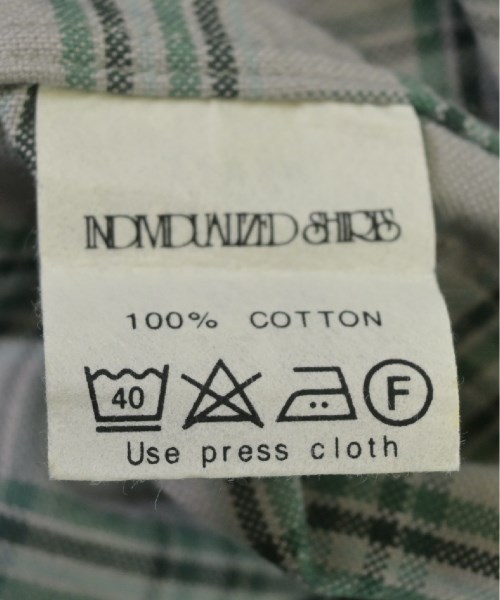 INDIVIDUALIZED SHIRTS
100% COTTON
40 F
Use press cloth